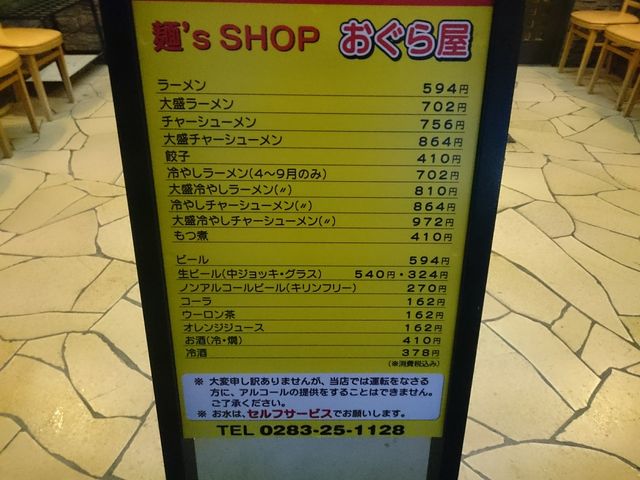 麺's SHOP おぐら屋
ラーメン 594円
大盛ラーメン 702円
チャーシューメン 756円
大盛チャーシューメン 864円
餃子 410円
冷やしラーメン(4〜9月のみ) 702円
大盛冷やしラーメン(〃) 810円
冷やしチャーシューメン(〃) 864円
大盛冷やしチャーシューメン(〃) 972円
もつ煮 410円
ビール 594円
生ビール(中ジョッキ・グラス) 540円・324円
ノンアルコールビール(キリンフリー) 270円
コーラ 162円
ウーロン茶 162円
オレンジジュース 162円
お酒(冷・燗) 410円
冷酒 378円
(※消費税込み)
※ 大変申し訳ありませんが、当店では運転をなさる
方に、アルコールの提供をすることはできません。
ご了承ください。
※ お水は、セルフサービスでお願いします。
TEL 0283-25-1128